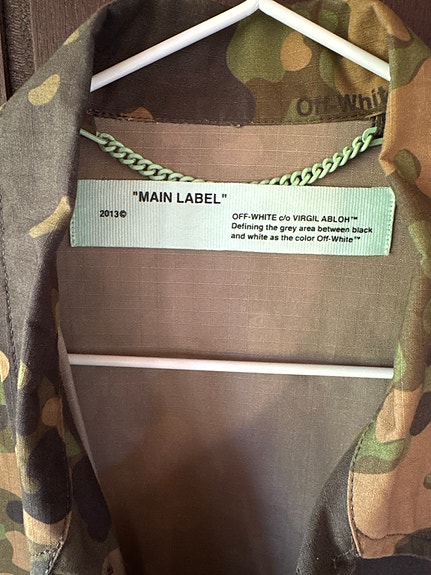 Off-Whit
"MAIN LABEL"
2013©
OFF-WHITE c/o VIRGIL ABLOH™
Defining the grey area between black
and white as the color Off-White™